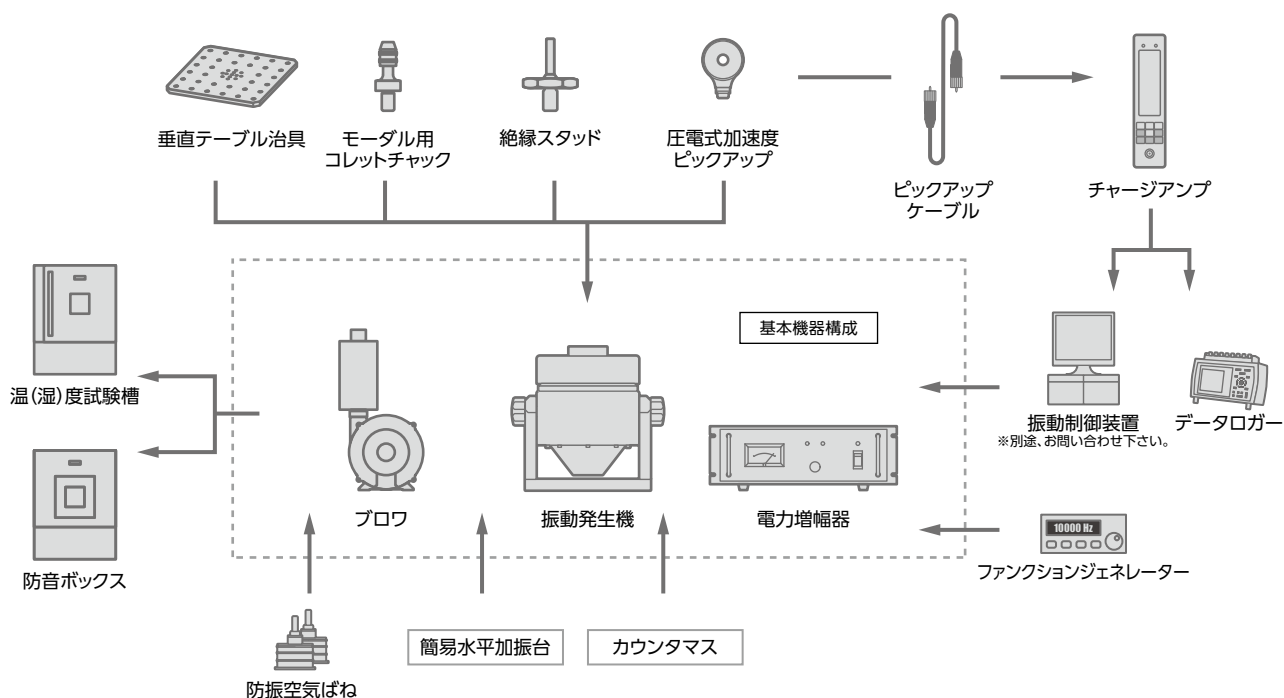 垂直テーブル治具
モーダル用
コレットチャック
絶縁スタッド
圧電式加速度
ピックアップ
ピックアップ
ケーブル
チャージアンプ
基本機器構成
温(湿)度試験槽
防音ボックス
ブロワ
振動発生機
電力増幅器
振動制御装置
※別途、お問い合わせ下さい。
データロガー
10000 Hz
ファンクションジェネレーター
防振空気ばね
簡易水平加振台
カウンタマス